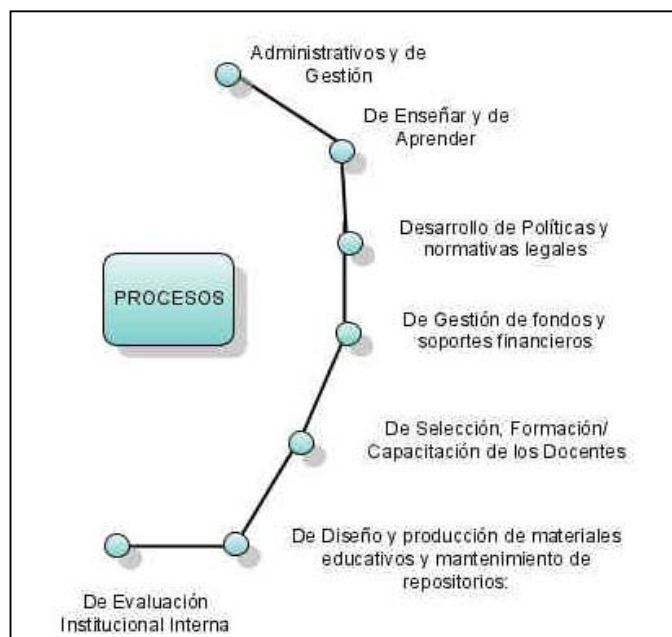 Administrativos y de
Gestión
De Enseñar y de
Aprender
Desarrollo de Políticas y
normativas legales
PROCESOS
De Gestión de fondos y
soportes financieros
De Selección, Formación/
Capacitación de los Docentes
De Diseño y producción de materiales
educativos y mantenimiento de
repositorios:
De Evaluación
Institucional Interna